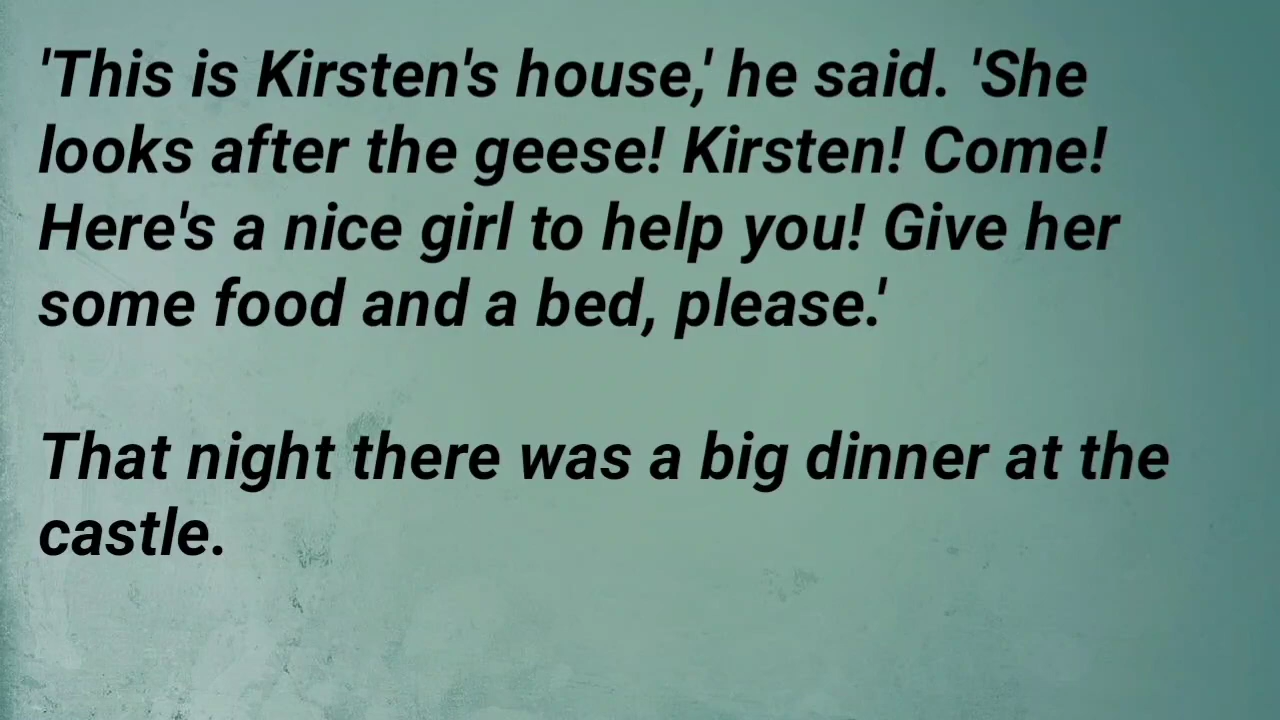 'This is Kirsten's house,' he said. 'She
looks after the geese! Kirsten! Come!
Here's a nice girl to help you! Give her
some food and a bed, please.'
That night there was a big dinner at the
castle.